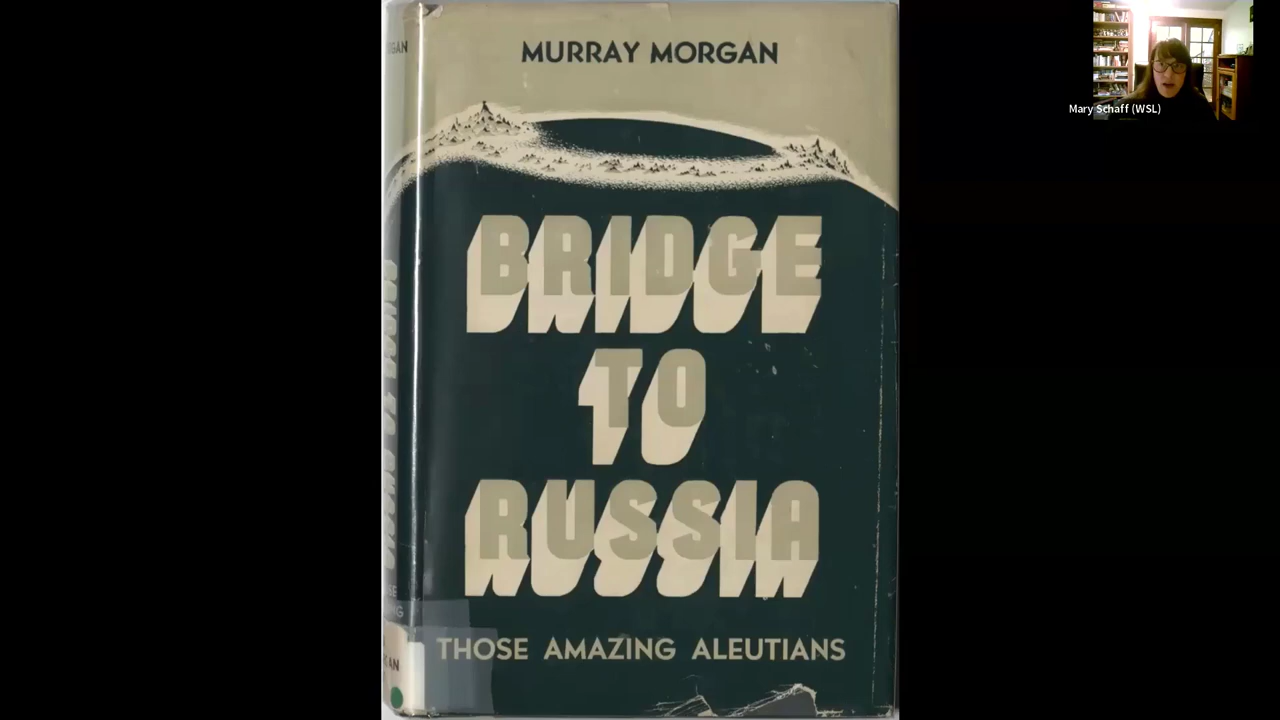 MURRAY MORGAN
BRIDGE
TO
RUSSIA
THOSE AMAZING ALEUTIANS
Mary Schaff (WSL)